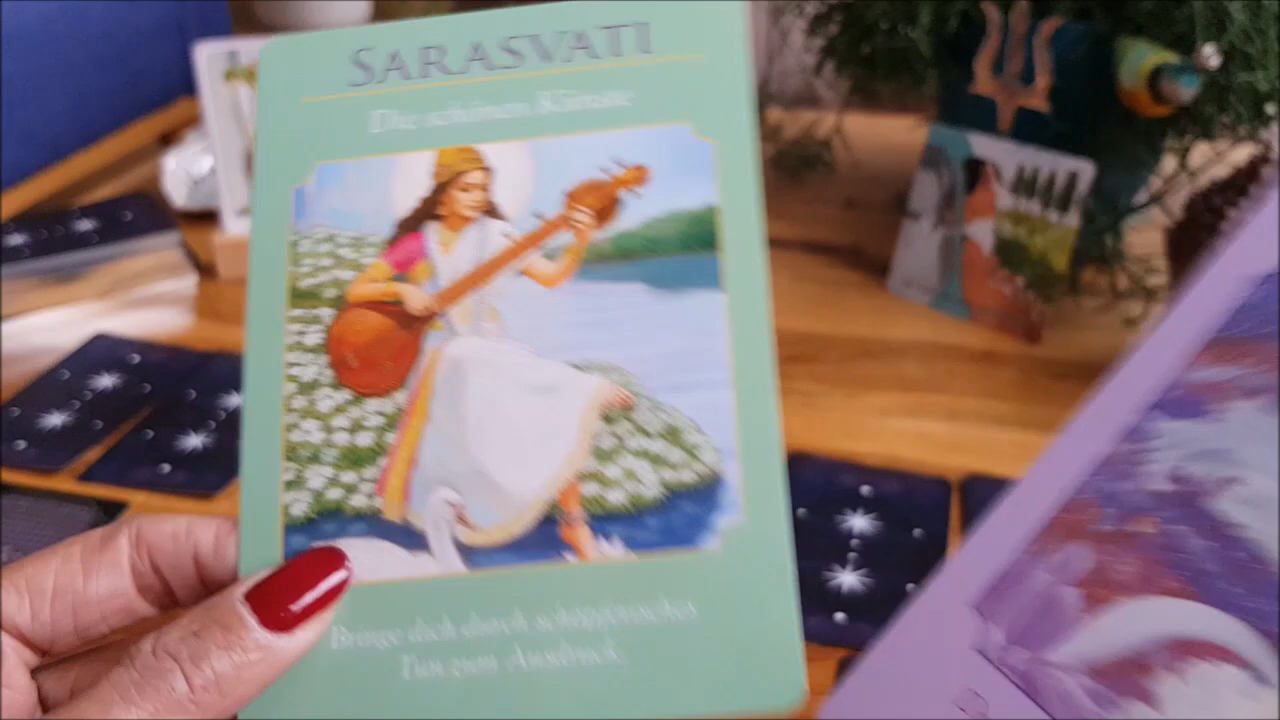 SARASVATI
Die schönen Künste
Bringe dich durch schöpferisches
Tun zum Ausdruck.